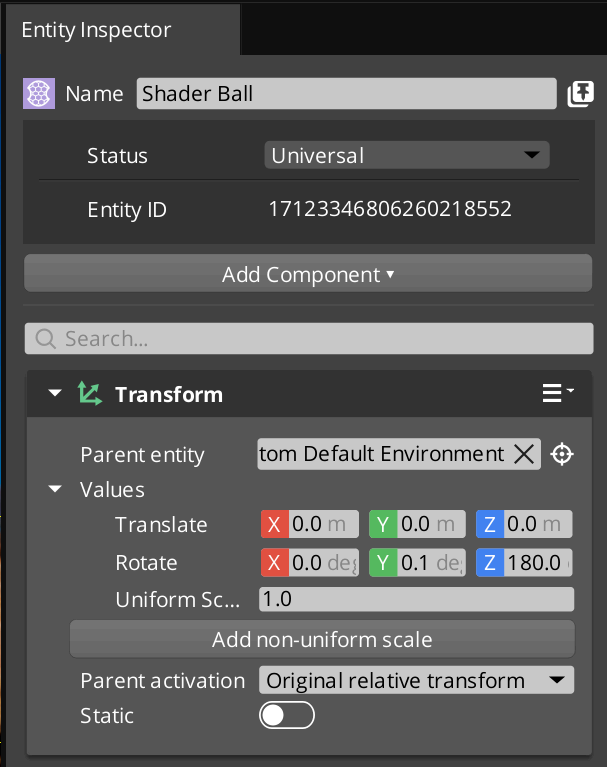 Entity Inspector
Name Shader Ball
Status Universal
Entity ID 17123346806260218552
Add Component
Search...
Transform
Parent entity tom Default Environment
Values
Translate X 0.0 m Y 0.0 m Z 0.0 m
Rotate X 0.0 deg Y 0.1 deg Z 180.0
Uniform Sc... 1.0
Add non-uniform scale
Parent activation Original relative transform
Static